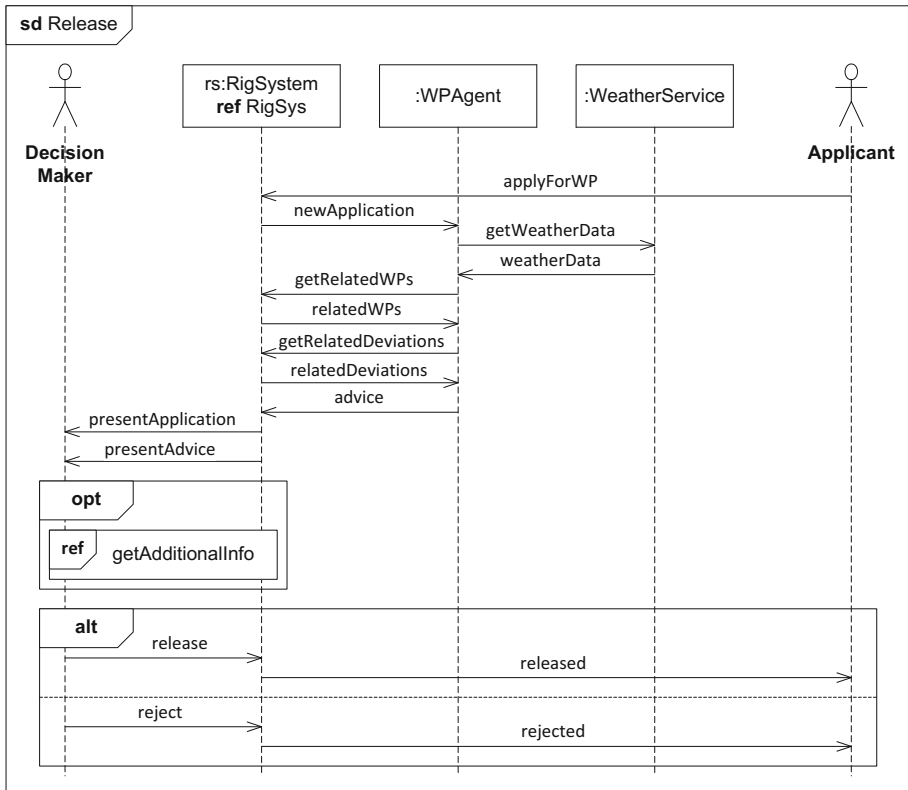 sd Release
rs:RigSystem
ref RigSys
:WPAgent
:WeatherService
Decision
Maker
Applicant
applyForWP
newApplication
getWeatherData
weatherData
getRelatedWPs
relatedWPs
getRelatedDeviations
relatedDeviations
advice
presentApplication
presentAdvice
opt
ref getAdditionalInfo
alt
release
released
reject
rejected